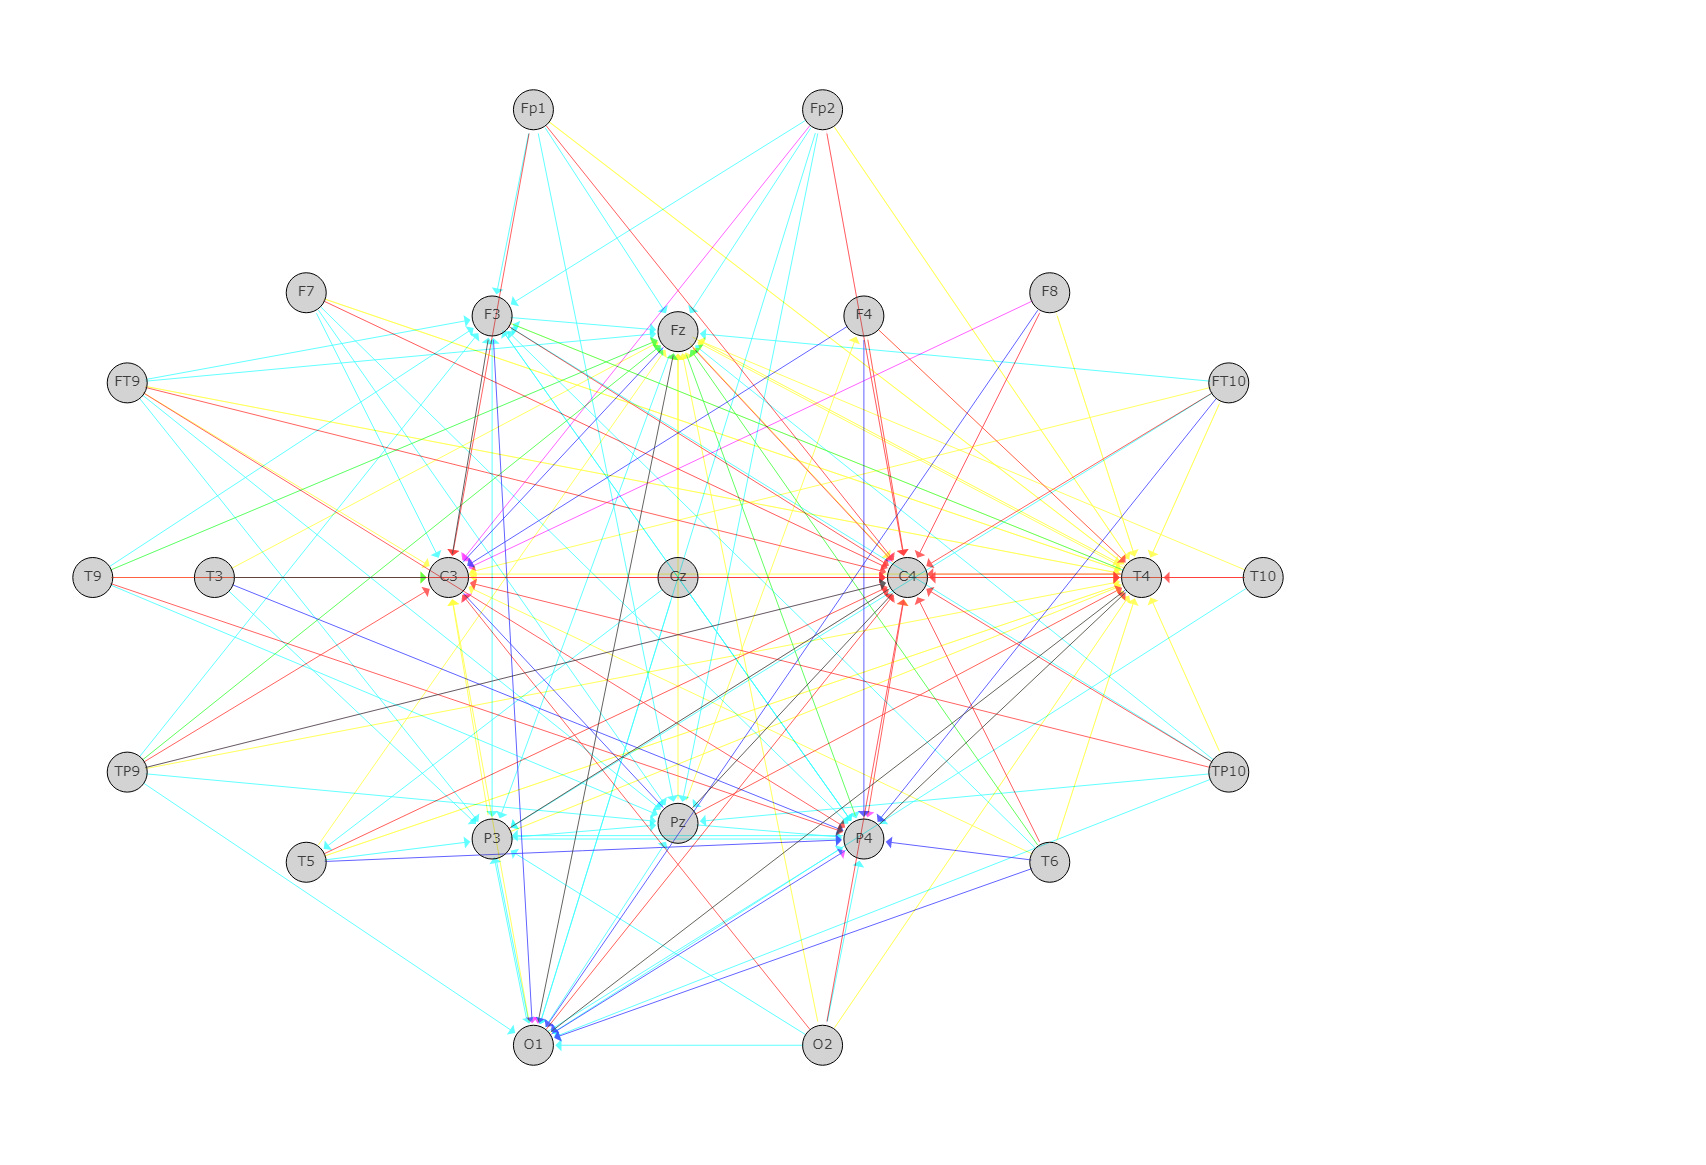 Fp1 Fp2
F7 F8
F3 Fz F4
FT9 FT10
T9 T3 C3 Cz C4 T4 T10
TP9 TP10
P3 Pz P4
T5 T6
O1 O2